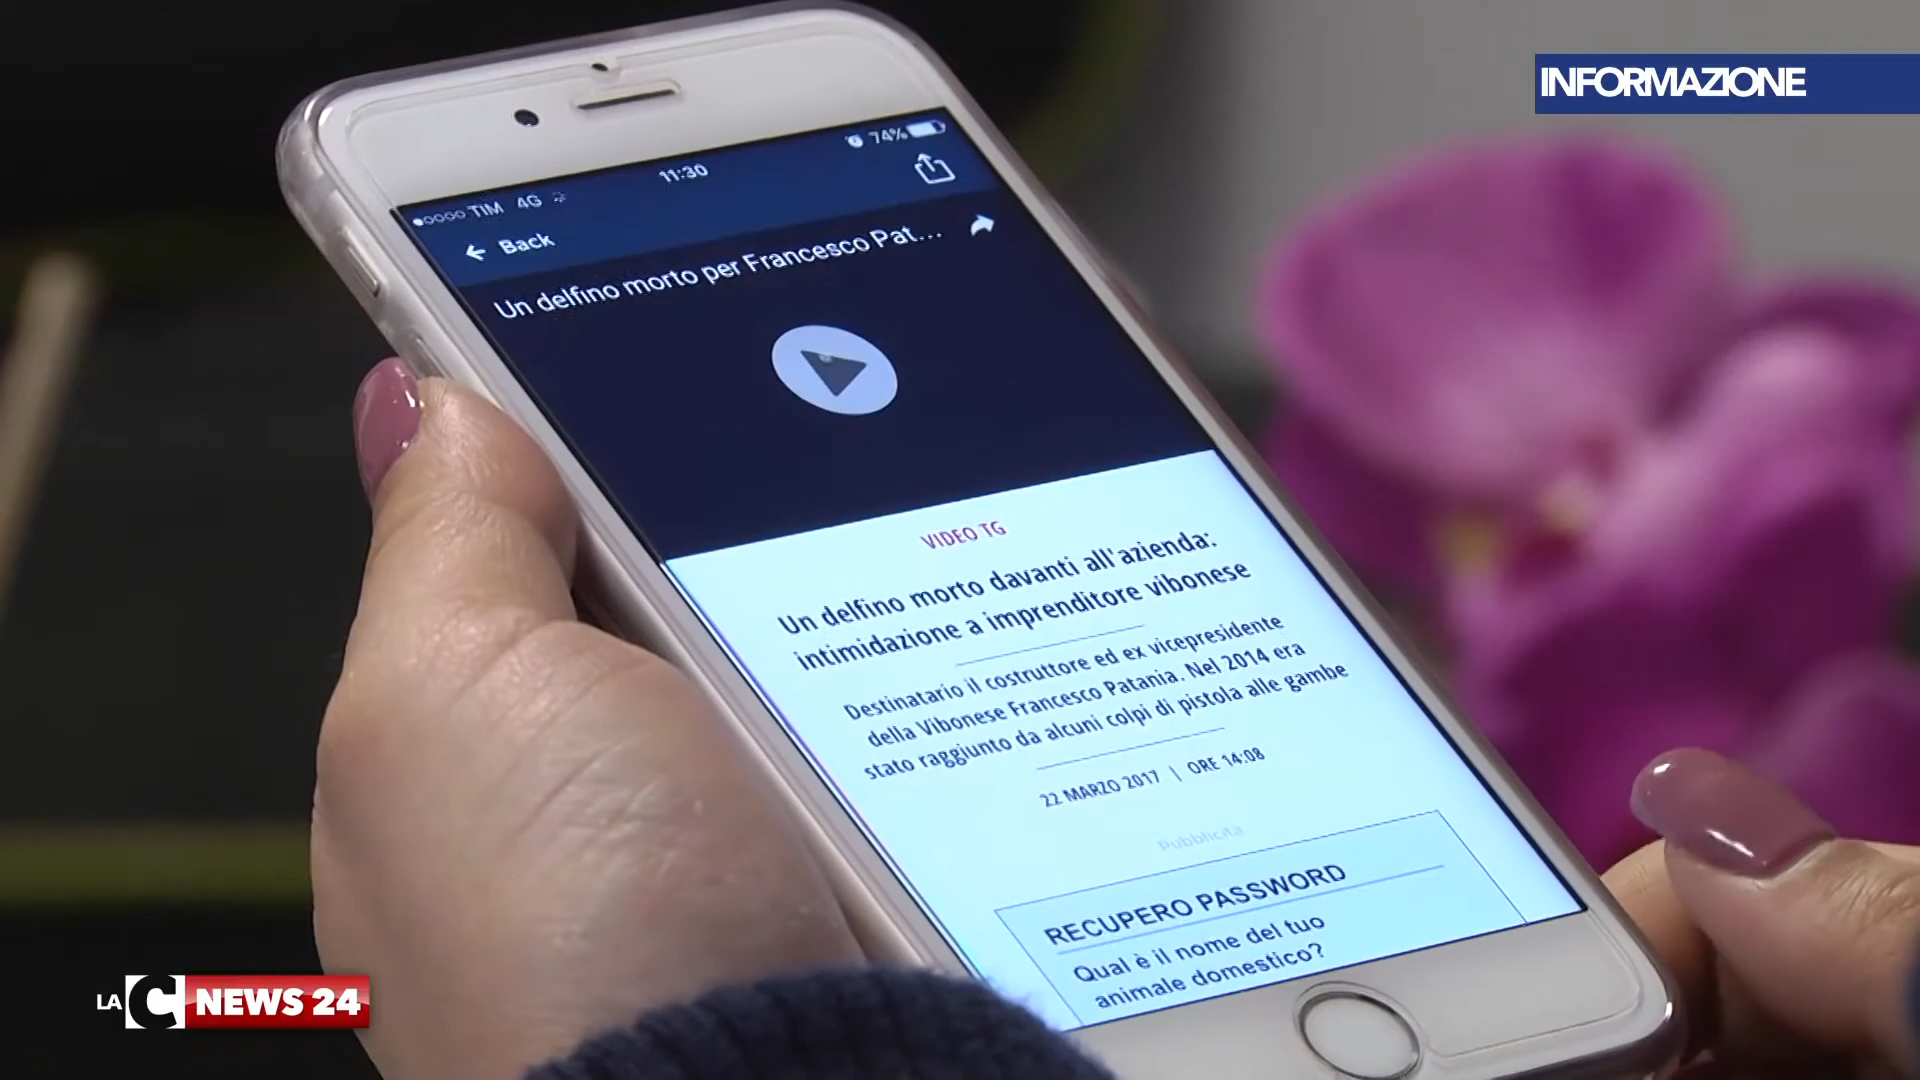 INFORMAZIONE
TIM 4G
11:30
74%
Back
Un delfino morto per Francesco Pat...
VIDEO TG
Un delfino morto davanti all'azienda:
intimidazione a imprenditore vibonese
Destinatario il costruttore ed ex vicepresidente
della Vibonese Francesco Patania. Nel 2014 era
stato raggiunto da alcuni colpi di pistola alle gambe
22 MARZO 2017 | ORE 14:08
Pubblicità
RECUPERO PASSWORD
Qual è il nome del tuo
animale domestico?
LA C NEWS 24